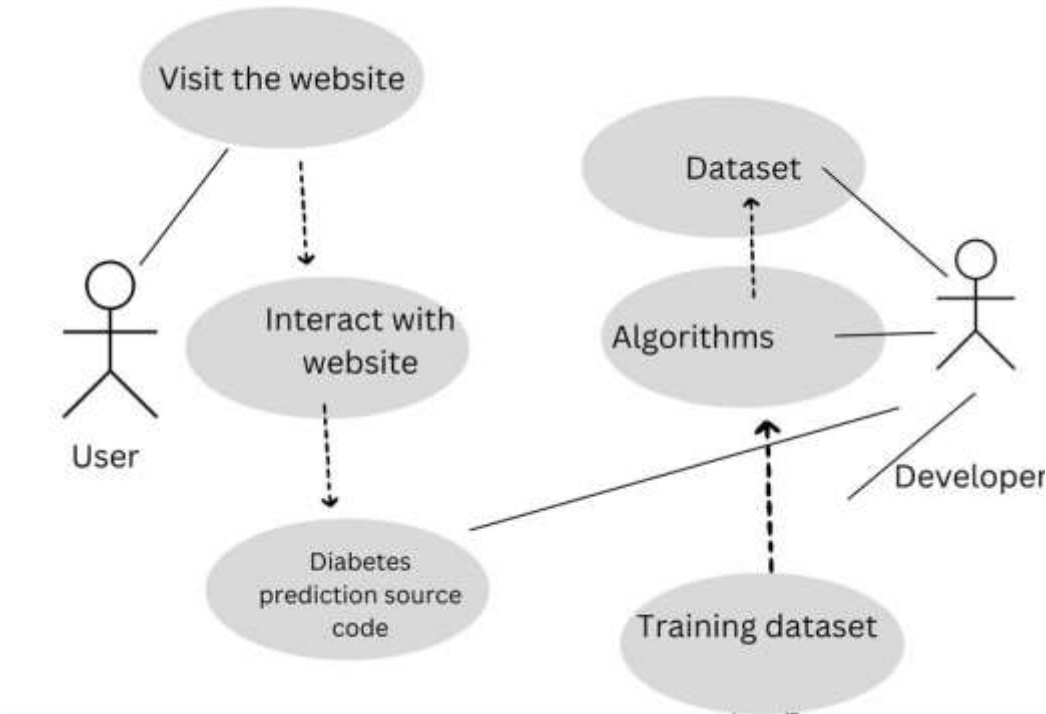 Visit the website
Dataset
Interact with
website
Algorithms
User
Developer
Diabetes
prediction source
code
Training dataset